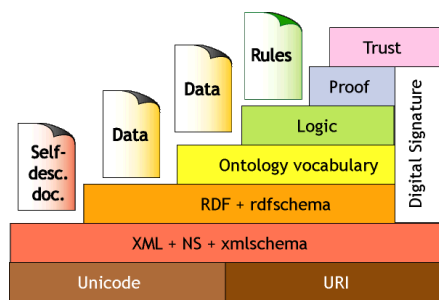 Trust
Rules
Proof
Data
Logic
Data
Ontology vocabulary
Digital Signature
Self-
desc.
doc.
RDF + rdfschema
XML + NS + xmlschema
Unicode
URI